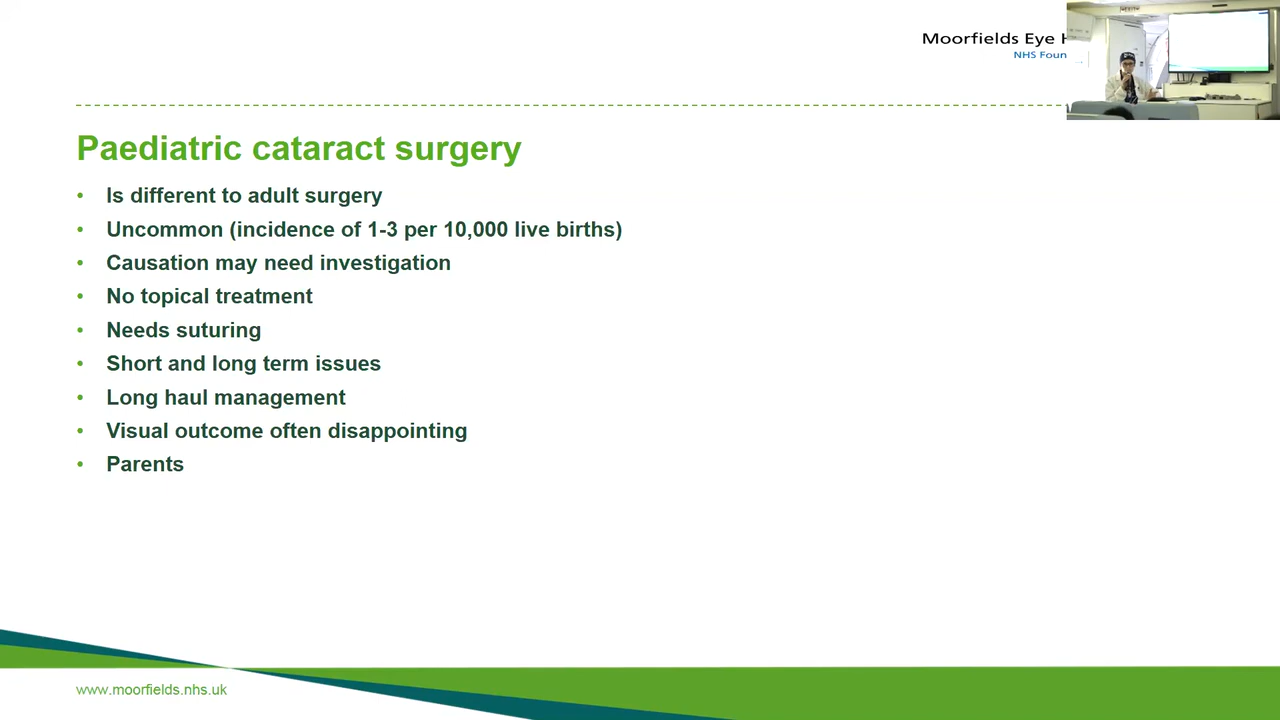 Moorfields Eye
NHS Foun
Paediatric cataract surgery
• Is different to adult surgery
• Uncommon (incidence of 1-3 per 10,000 live births)
• Causation may need investigation
• No topical treatment
• Needs suturing
• Short and long term issues
• Long haul management
• Visual outcome often disappointing
• Parents
www.moorfields.nhs.uk